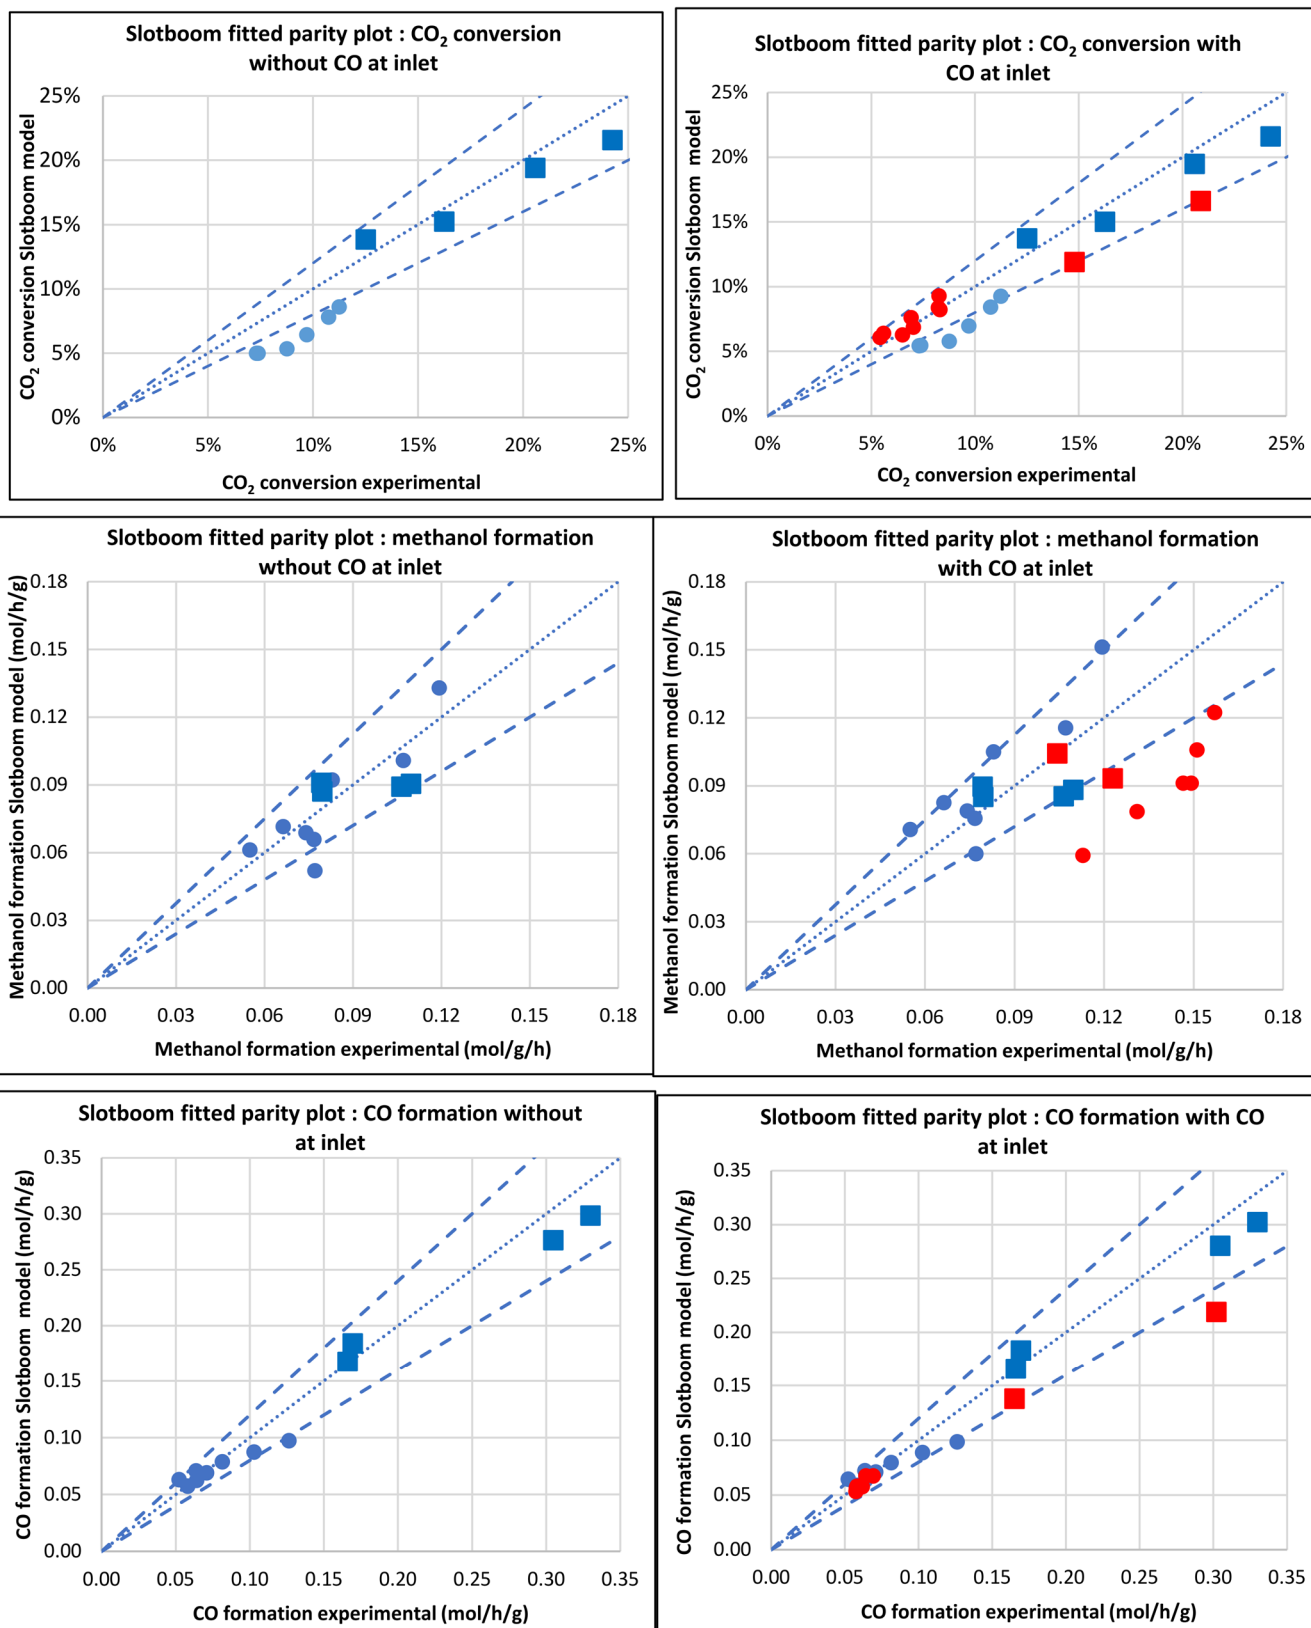 Slotboom fitted parity plot : CO₂ conversion
without CO at inlet
CO₂ conversion Slotboom model
25%
20%
15%
10%
5%
0%
0% 5% 10% 15% 20% 25%
CO₂ conversion experimental
Slotboom fitted parity plot : CO₂ conversion with
CO at inlet
CO₂ conversion Slotboom model
25%
20%
15%
10%
5%
0%
0% 5% 10% 15% 20% 25%
CO₂ conversion experimental
Slotboom fitted parity plot : methanol formation
wthout CO at inlet
Methanol formation Slotboom model (mol/h/g)
0.18
0.15
0.12
0.09
0.06
0.03
0.00
0.00 0.03 0.06 0.09 0.12 0.15 0.18
Methanol formation experimental (mol/g/h)
Slotboom fitted parity plot : methanol formation
with CO at inlet
Methanol formation Slotboom model (mol/h/g)
0.18
0.15
0.12
0.09
0.06
0.03
0.00
0.00 0.03 0.06 0.09 0.12 0.15 0.18
Methanol formation experimental (mol/g/h)
Slotboom fitted parity plot : CO formation without
at inlet
CO formation Slotboom model (mol/h/g)
0.35
0.30
0.25
0.20
0.15
0.10
0.05
0.00
0.00 0.05 0.10 0.15 0.20 0.25 0.30 0.35
CO formation experimental (mol/h/g)
Slotboom fitted parity plot : CO formation with CO
at inlet
CO formation Slotboom model (mol/h/g)
0.35
0.30
0.25
0.20
0.15
0.10
0.05
0.00
0.00 0.05 0.10 0.15 0.20 0.25 0.30 0.35
CO formation experimental (mol/h/g)